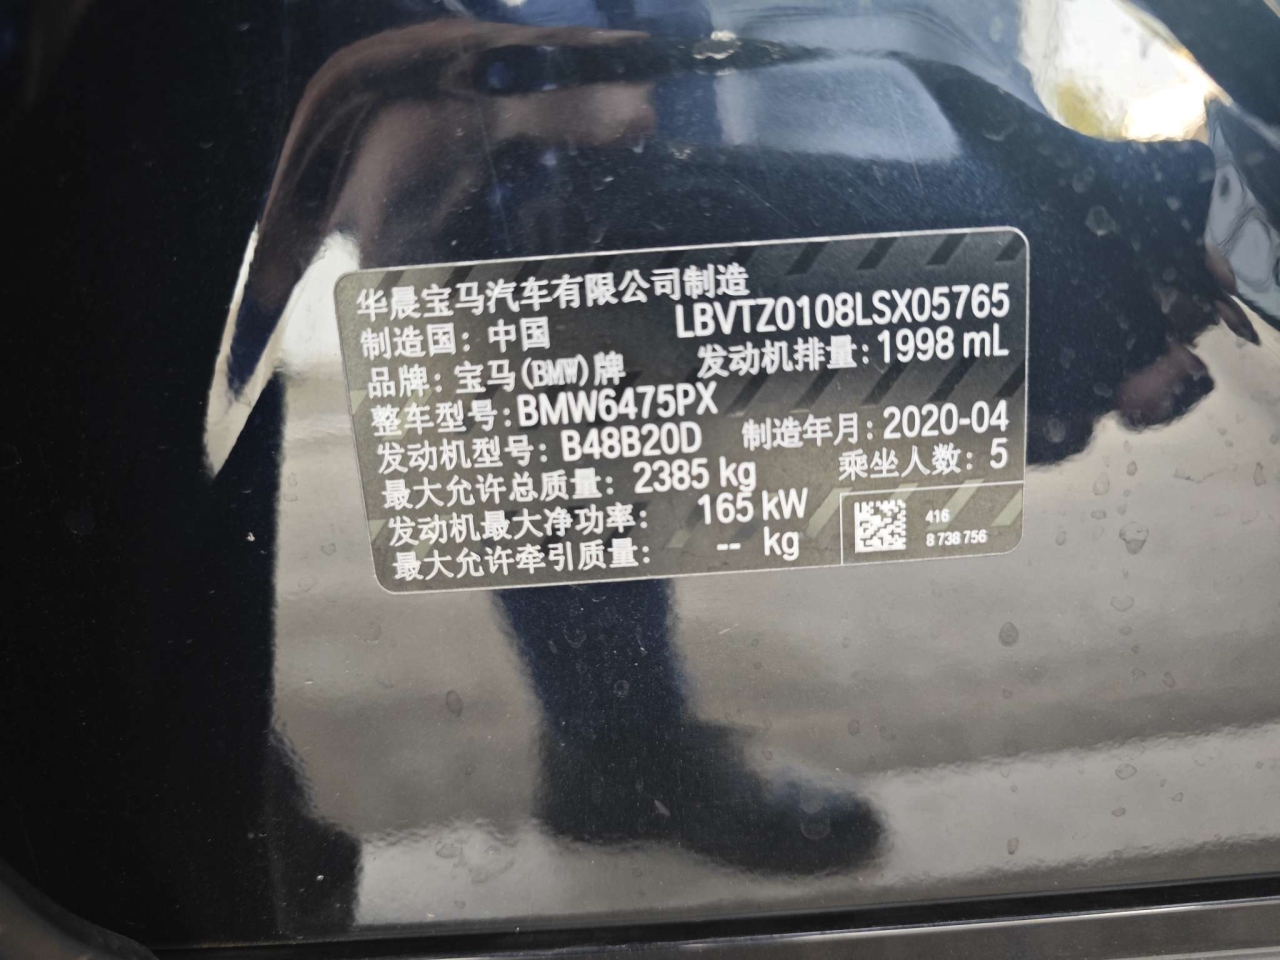 华晨宝马汽车有限公司制造
制造国：中国 LBVTZ0108LSX05765
品牌：宝马(BMW)牌 发动机排量：1998 mL
整车型号：BMW6475PX
发动机型号：B48B20D 制造年月：2020-04
最大允许总质量：2385 kg 乘坐人数：5
发动机最大净功率：165 kW
最大允许牵引质量：-- kg
416
8 738 756